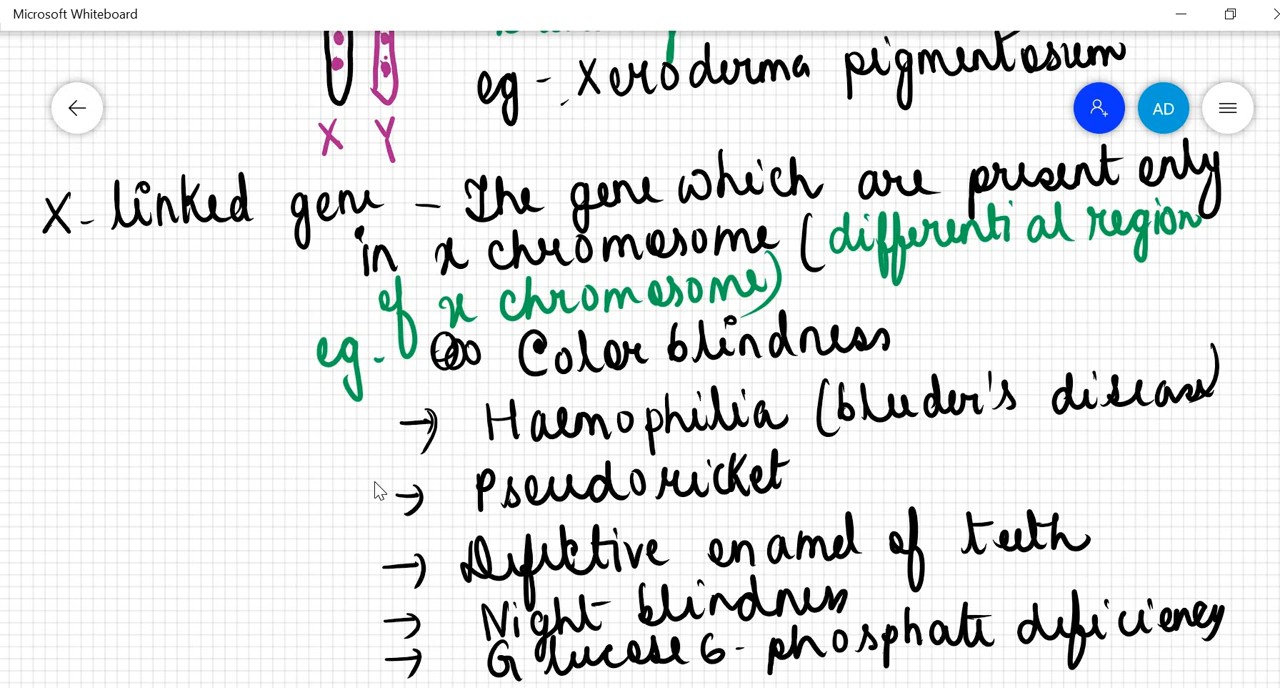 Microsoft Whiteboard
eg - Xeroderma pigmentosum
AD
X Y
X- linked gene - The gene which are present only
in x chromosome (differential region
of x chromosome)
eg - Color blindness
→ Haemophilia (bleeder's disease)
→ Pseudoricket
→ Defektive enamel of teeth
→ Night blindness
→ Glucose 6- phosphate deficiency